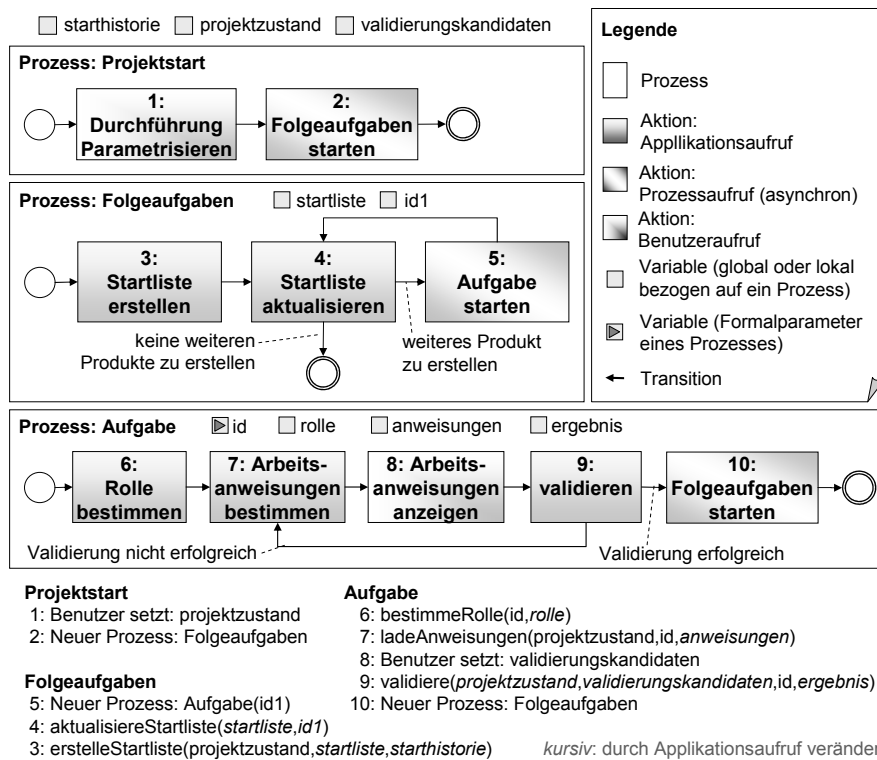 starthistorie projektzustand validierungskandidaten
Prozess: Projektstart
1:
Durchführung
Parametrisieren
2:
Folgeaufgaben
starten
Prozess: Folgeaufgaben startliste id1
3:
Startliste
erstellen
4:
Startliste
aktualisieren
5:
Aufgabe
starten
keine weiteren
Produkte zu erstellen
weiteres Produkt
zu erstellen
Legende
Prozess
Aktion:
Appllikationsaufruf
Aktion:
Prozessaufruf (asynchron)
Aktion:
Benutzeraufruf
Variable (global oder lokal
bezogen auf ein Prozess)
Variable (Formalparameter
eines Prozesses)
Transition
Prozess: Aufgabe id rolle anweisungen ergebnis
6:
Rolle
bestimmen
7: Arbeits-
anweisungen
bestimmen
8: Arbeits-
anweisungen
anzeigen
9:
validieren
10:
Folgeaufgaben
starten
Validierung nicht erfolgreich
Validierung erfolgreich
Projektstart
1: Benutzer setzt: projektzustand
2: Neuer Prozess: Folgeaufgaben
Folgeaufgaben
5: Neuer Prozess: Aufgabe(id1)
4: aktualisiereStartliste(startliste,id1)
3: erstelleStartliste(projektzustand,startliste,starthistorie)
Aufgabe
6: bestimmeRolle(id,rolle)
7: ladeAnweisungen(projektzustand,id,anweisungen)
8: Benutzer setzt: validierungskandidaten
9: validiere(projektzustand,validierungskandidaten,id,ergebnis)
10: Neuer Prozess: Folgeaufgaben
kursiv: durch Applikationsaufruf veränder